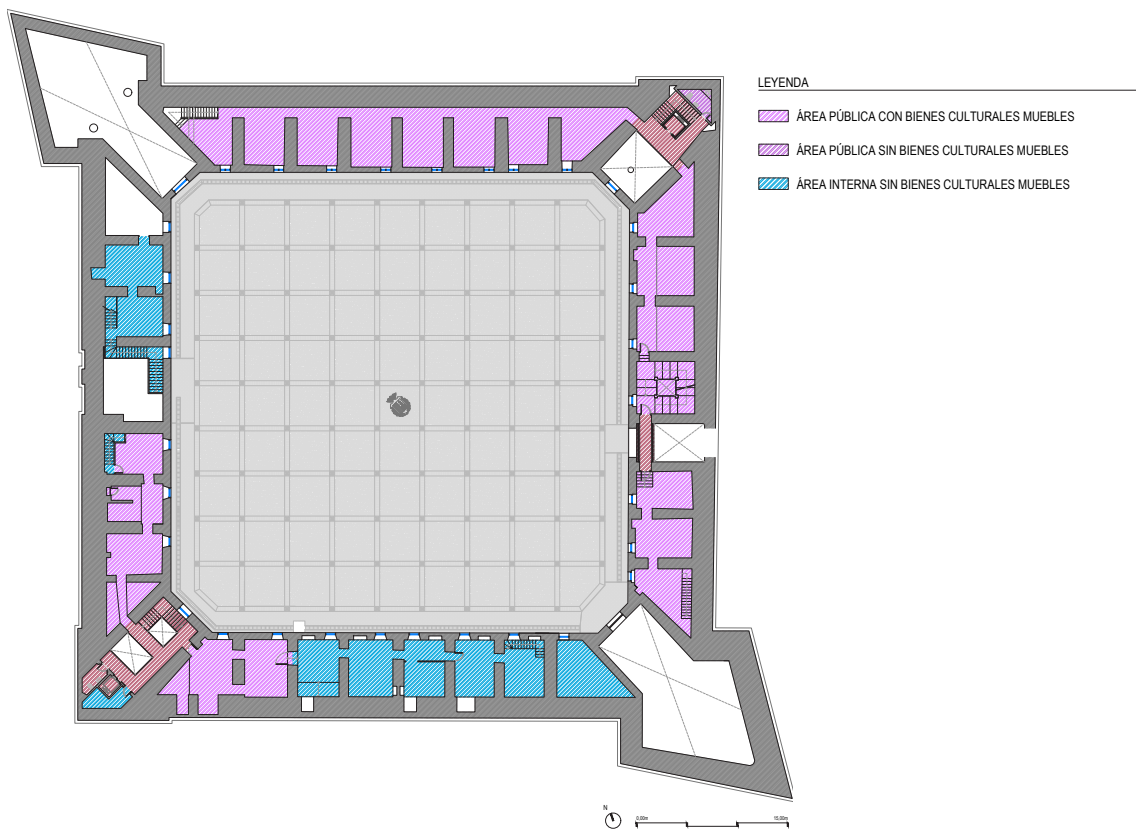 LEYENDA
ÁREA PÚBLICA CON BIENES CULTURALES MUEBLES
ÁREA PÚBLICA SIN BIENES CULTURALES MUEBLES
ÁREA INTERNA SIN BIENES CULTURALES MUEBLES
N
0,00m 15,00m